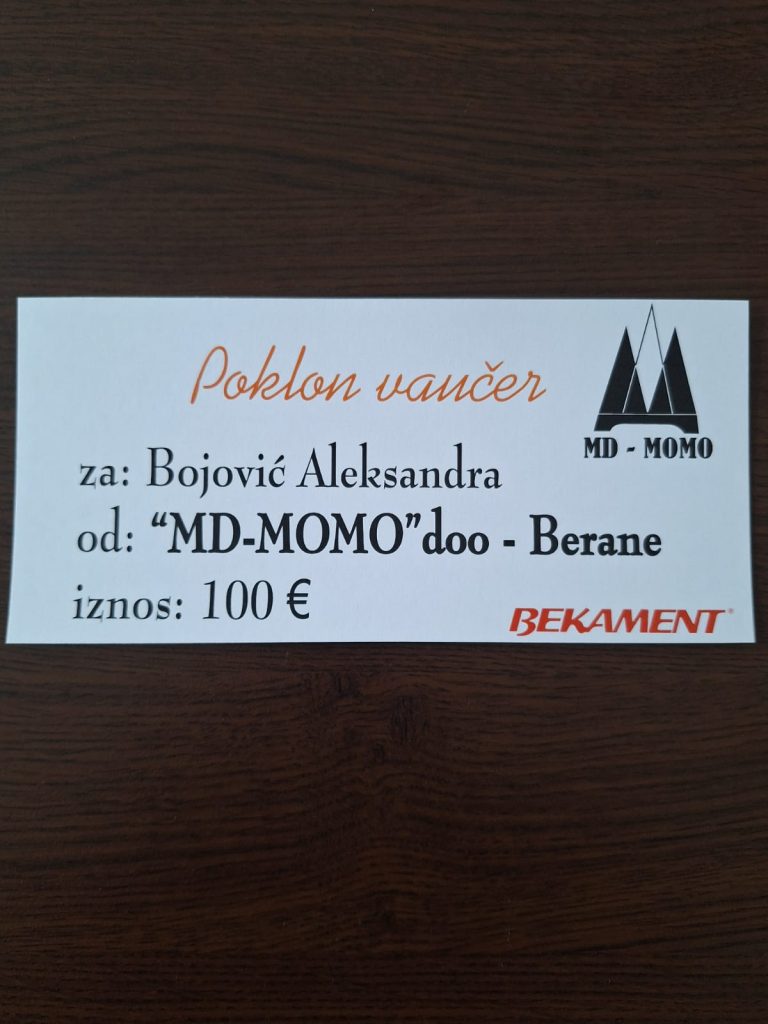 Poklon vaučer
MD - MOMO
za: Bojović Aleksandra
od: “MD-MOMO” doo - Berane
iznos: 100 €
BEKAMENT